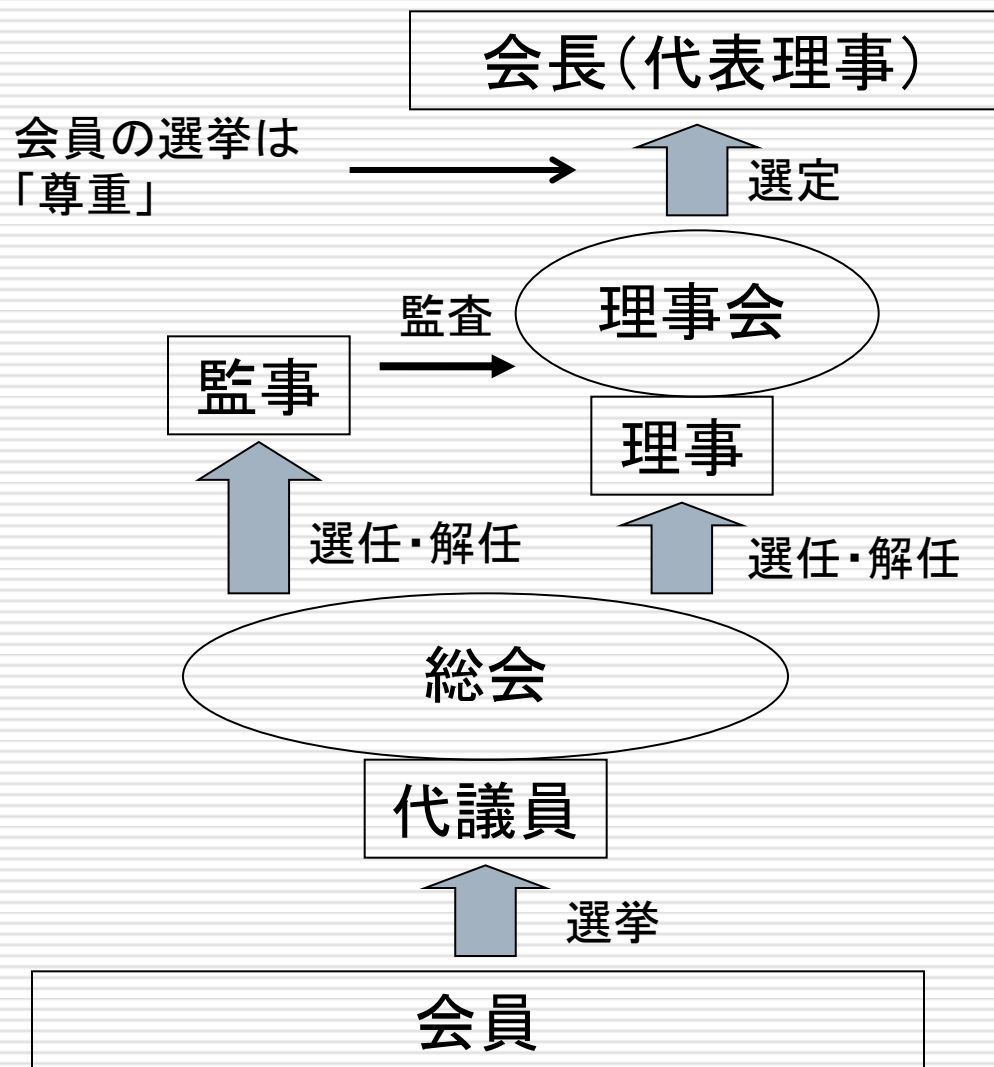 会長（代表理事）
会員の選挙は
「尊重」
選定
理事会
監査
監事
理事
選任・解任
選任・解任
総会
代議員
選挙
会員